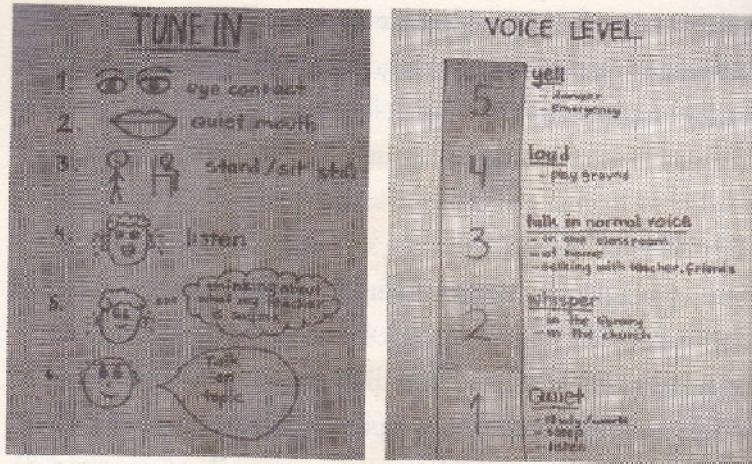 TUNE IN
1. eye contact
2. Quiet mouth
3. stand/sit still
4. listen
5. thinking about
what my teacher
is saying
6. Talk
on
topic
VOICE LEVEL
5 yell
- danger
- Emergency
4 loud
- play ground
3 talk in normal voice
- in our classroom
- at home
- talking with teacher, friends
2 whisper
- in the library
- in the church
1 Quiet
- study/work
- sleep
- listen